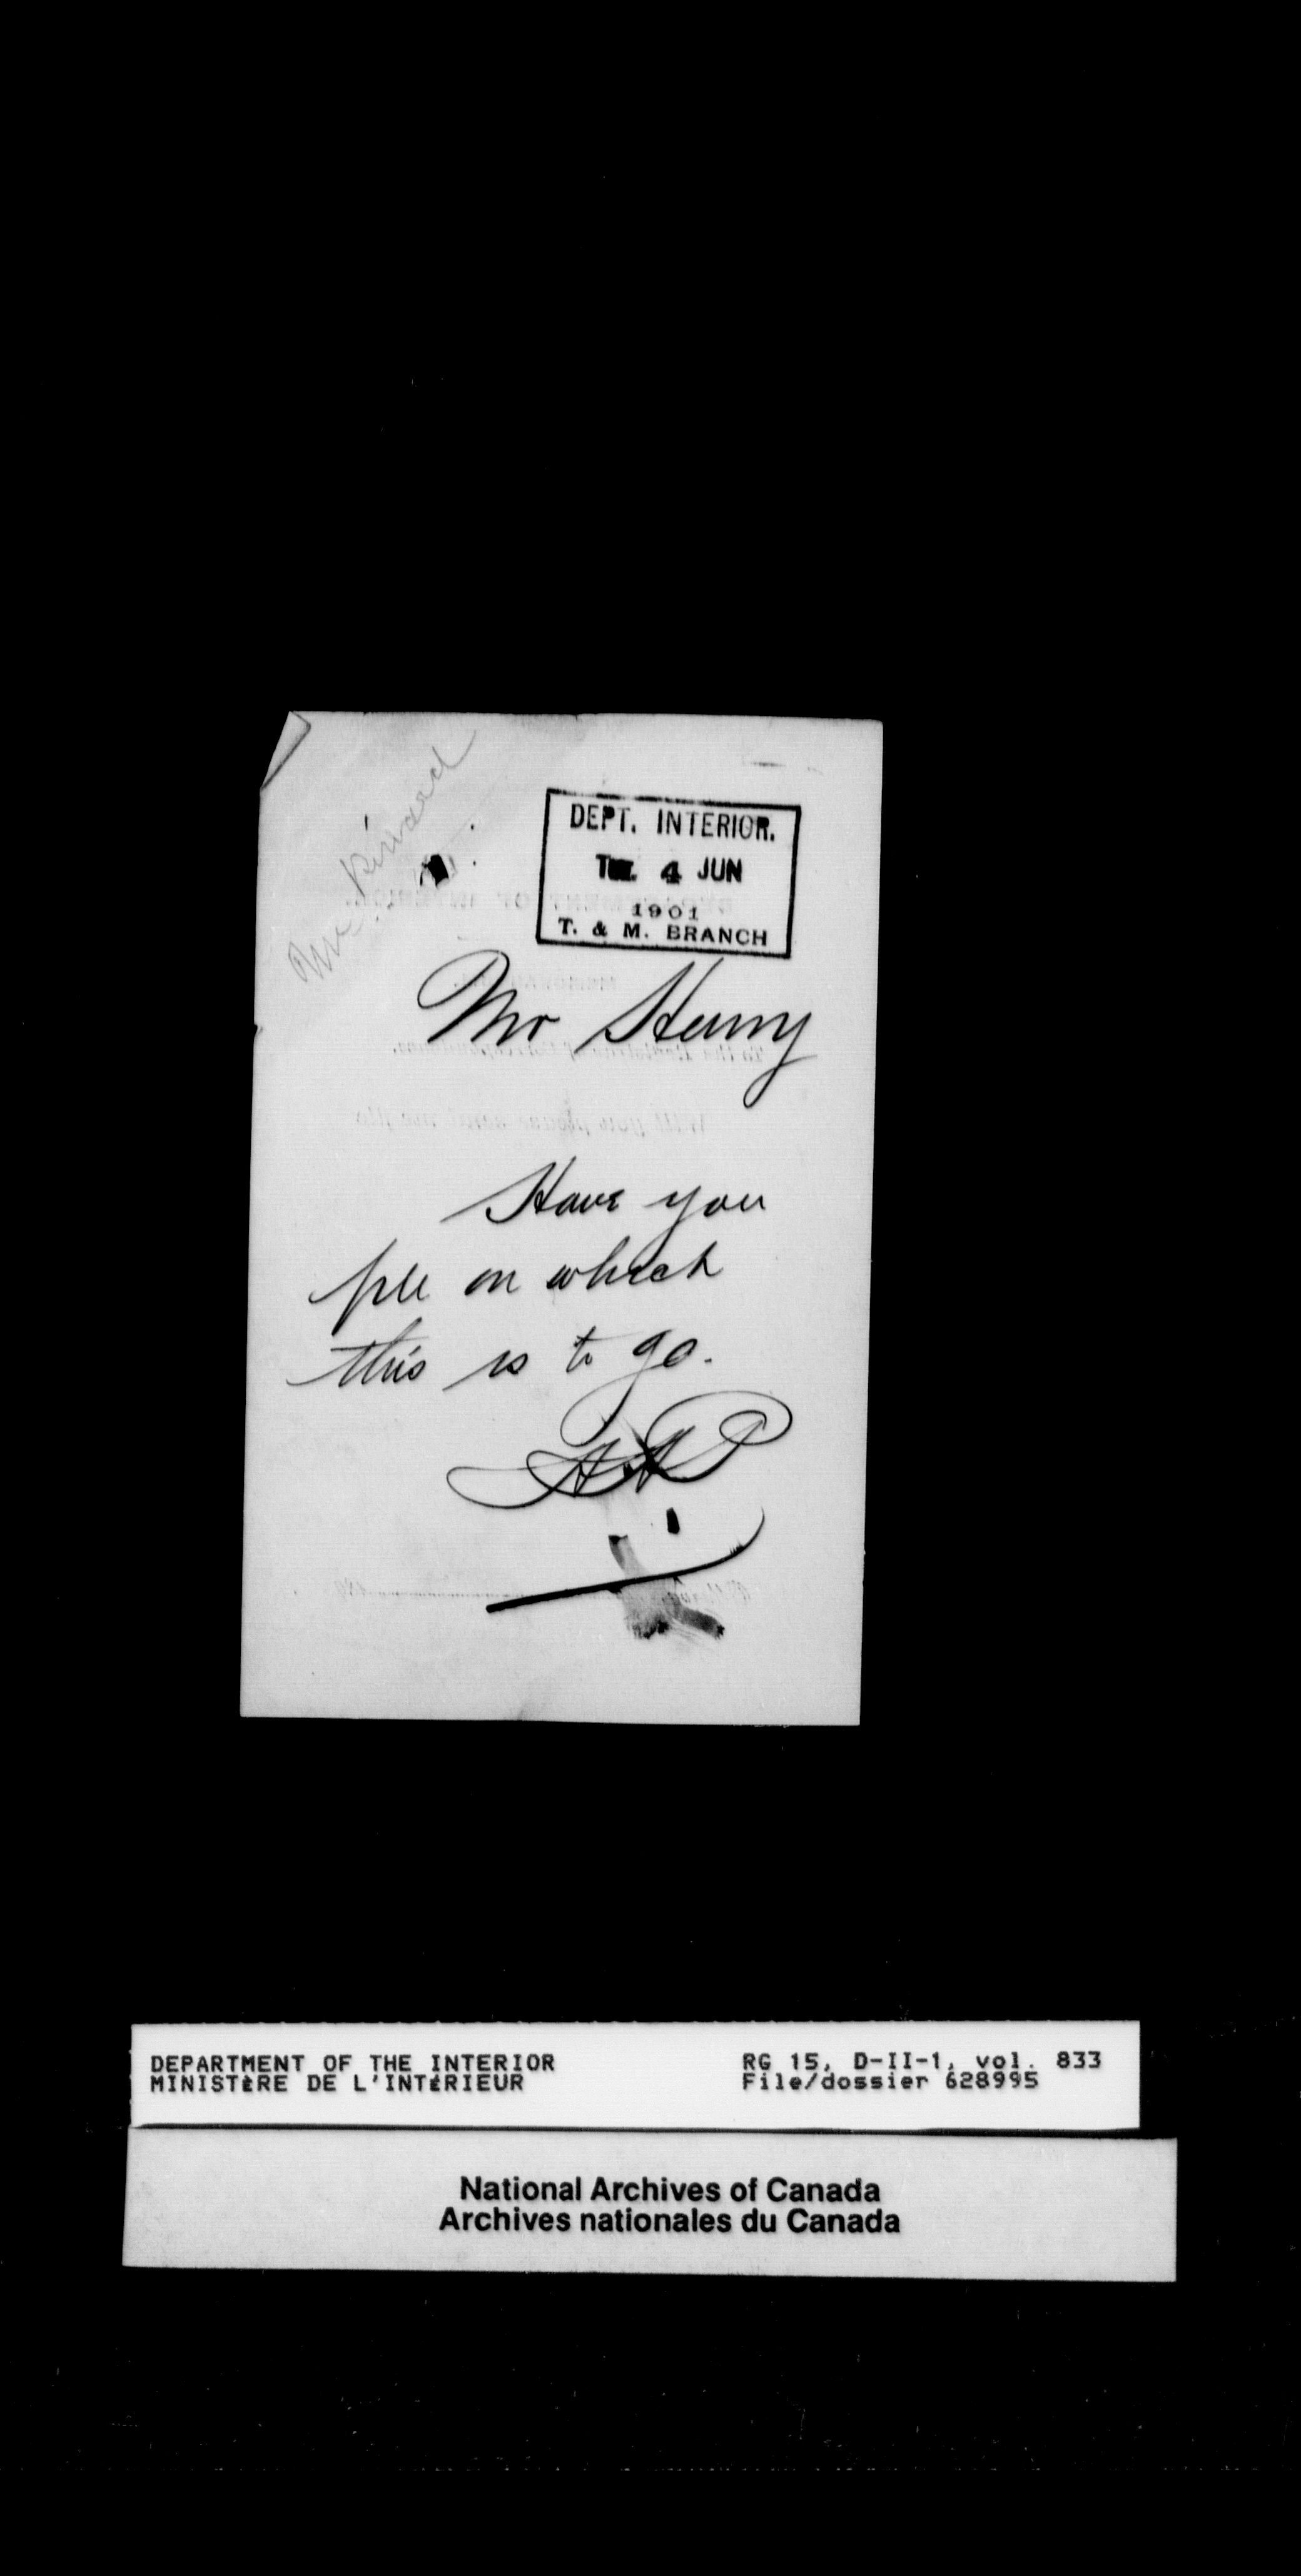 Mr. Pinard
DEPT. INTERIOR.
TUE. 4 JUN
1901
T. & M. BRANCH
Mr Henry
Have you
file on which
this is to go.
DEPARTMENT OF THE INTERIOR
MINISTÈRE DE L'INTÉRIEUR
RG 15, D-II-1, vol. 833
File/dossier 628995
National Archives of Canada
Archives nationales du Canada